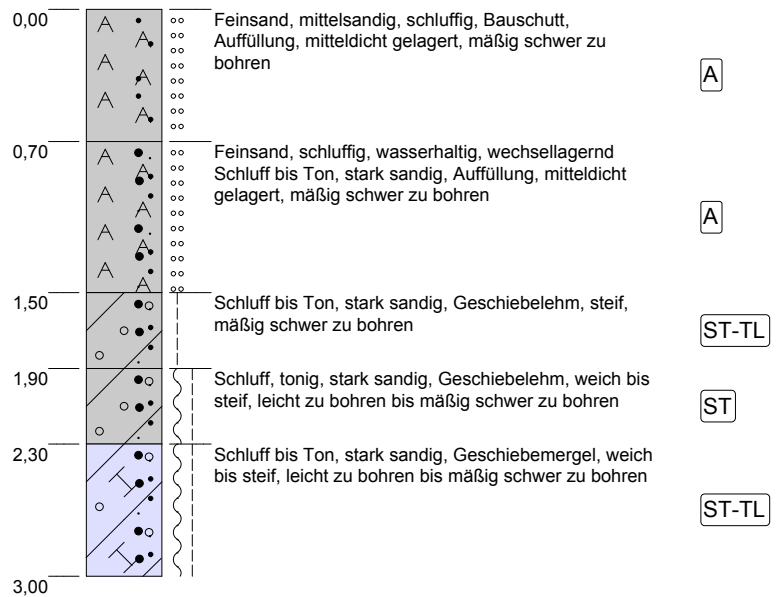 0,00
Feinsand, mittelsandig, schluffig, Bauschutt,
Auffüllung, mitteldicht gelagert, mäßig schwer zu
bohren
A
0,70
Feinsand, schluffig, wasserhaltig, wechsellagernd
Schluff bis Ton, stark sandig, Auffüllung, mitteldicht
gelagert, mäßig schwer zu bohren
A
1,50
Schluff bis Ton, stark sandig, Geschiebelehm, steif,
mäßig schwer zu bohren
ST-TL
1,90
Schluff, tonig, stark sandig, Geschiebelehm, weich bis
steif, leicht zu bohren bis mäßig schwer zu bohren
ST
2,30
Schluff bis Ton, stark sandig, Geschiebemergel, weich
bis steif, leicht zu bohren bis mäßig schwer zu bohren
ST-TL
3,00